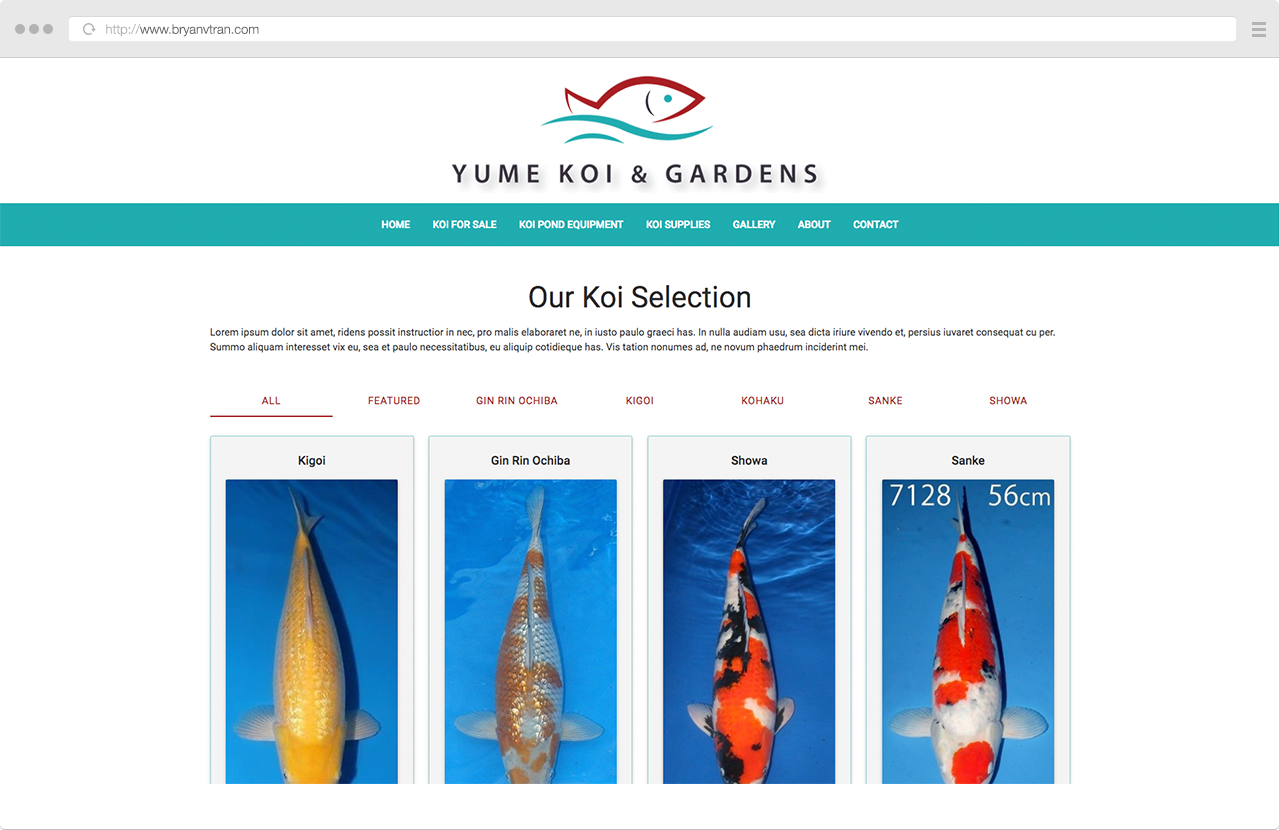 http://www.bryanvtran.com
YUME KOI & GARDENS
HOME KOI FOR SALE KOI POND EQUIPMENT KOI SUPPLIES GALLERY ABOUT CONTACT
Our Koi Selection
Lorem ipsum dolor sit amet, ridens possit instructior in nec, pro malis elaboraret ne, in iusto paulo graeci has. In nulla audiam usu, sea dicta iriure vivendo et, persius iuvaret consequat cu per.
Summo aliquam interesset vix eu, sea et paulo necessitatibus, eu aliquip cotidieque has. Vis tation nonumes ad, ne novum phaedrum inciderint mei.
ALL FEATURED GIN RIN OCHIBA KIGOI KOHAKU SANKE SHOWA
Kigoi Gin Rin Ochiba Showa Sanke
7128 56cm